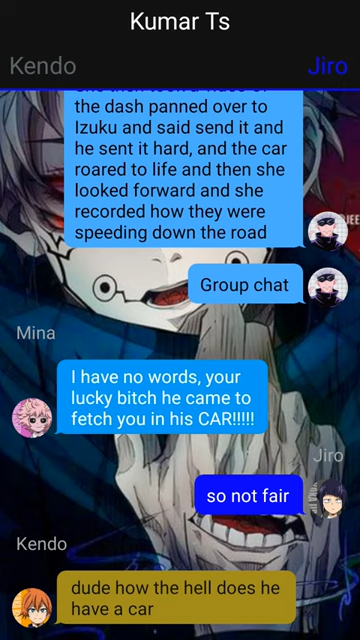 Kumar Ts
Kendo
Jiro
the dash panned over to
Izuku and said send it and
he sent it hard, and the car
roared to life and then she
looked forward and she
recorded how they were
speeding down the road
Group chat
Mina
I have no words, your
lucky bitch he came to
fetch you in his CAR!!!!!
Jiro
so not fair
Kendo
dude how the hell does he
have a car